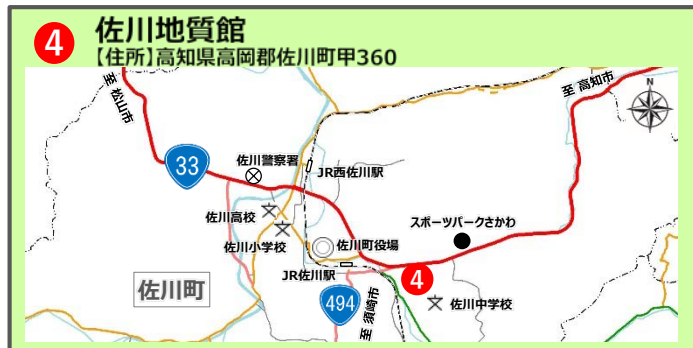 4 佐川地質館
【住所】高知県高岡郡佐川町甲360
至 松山市
至 高知市
N
33
佐川警察署
JR西佐川駅
佐川高校
佐川小学校
スポーツパークさかわ
佐川町役場
JR佐川駅
佐川町
494
至 須崎市
4
佐川中学校